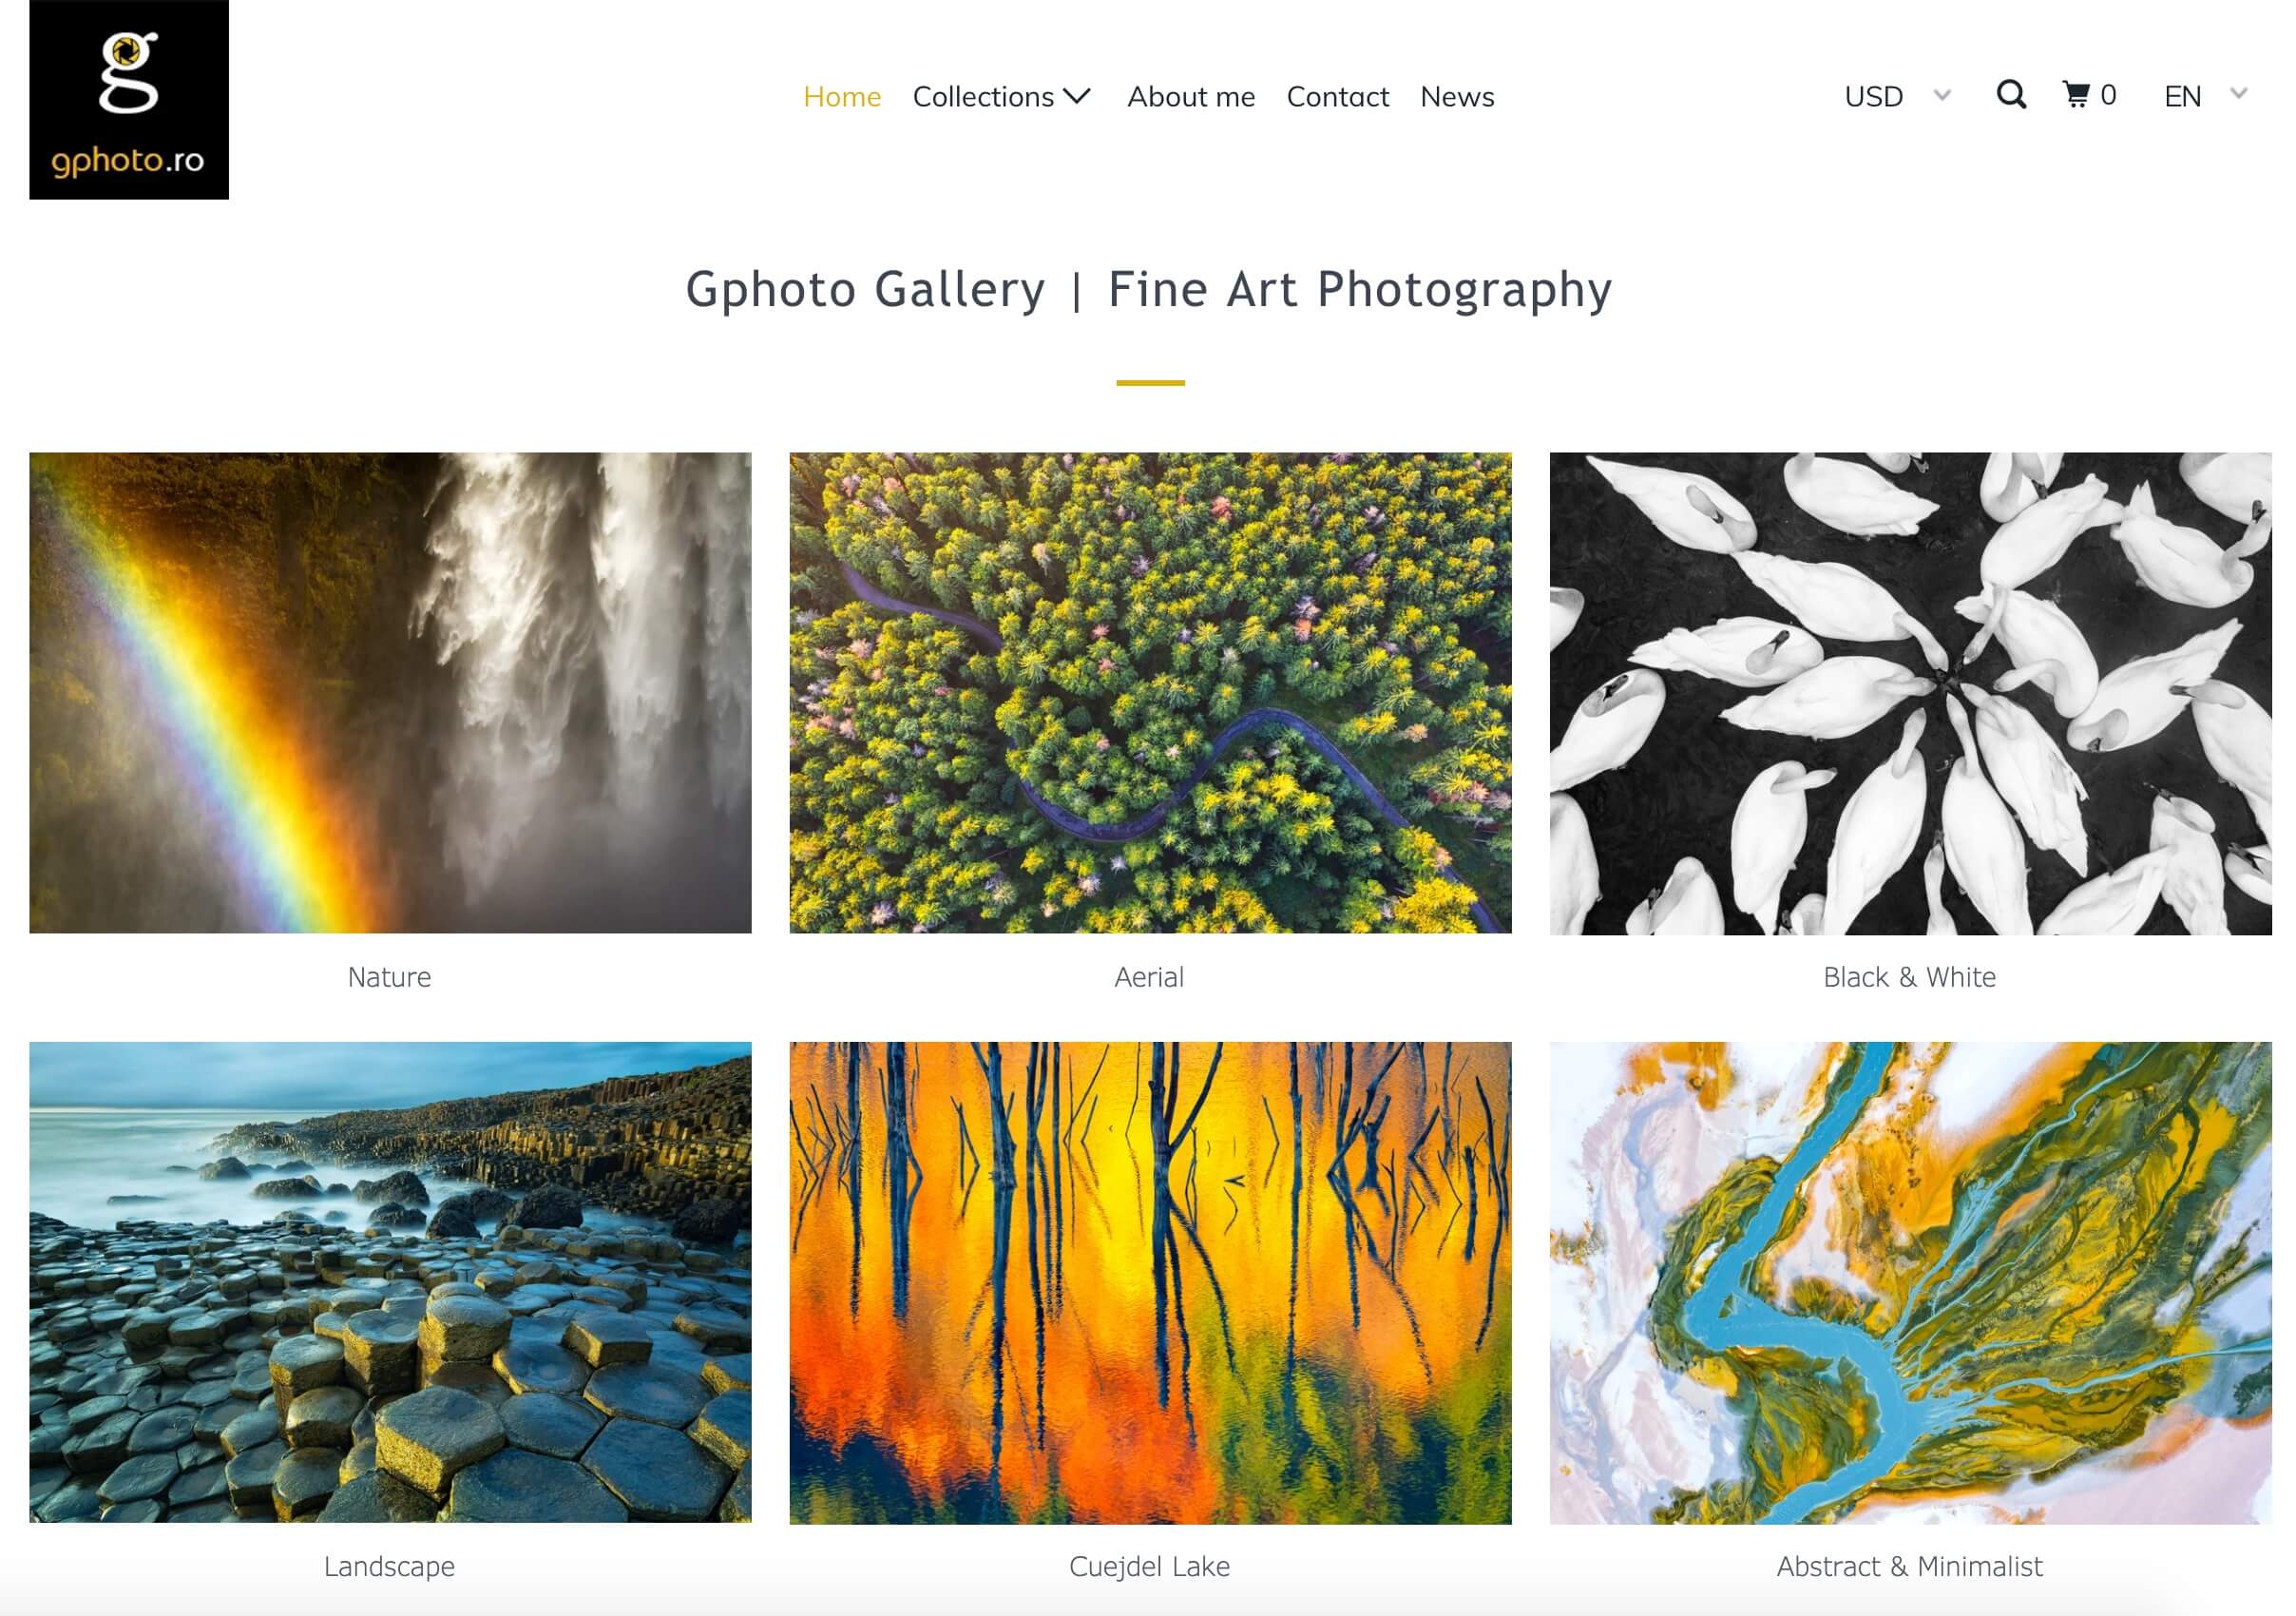 g
gphoto.ro
Home Collections About me Contact News
USD 0 EN
Gphoto Gallery | Fine Art Photography
Nature
Aerial
Black & White
Landscape
Cuejdel Lake
Abstract & Minimalist